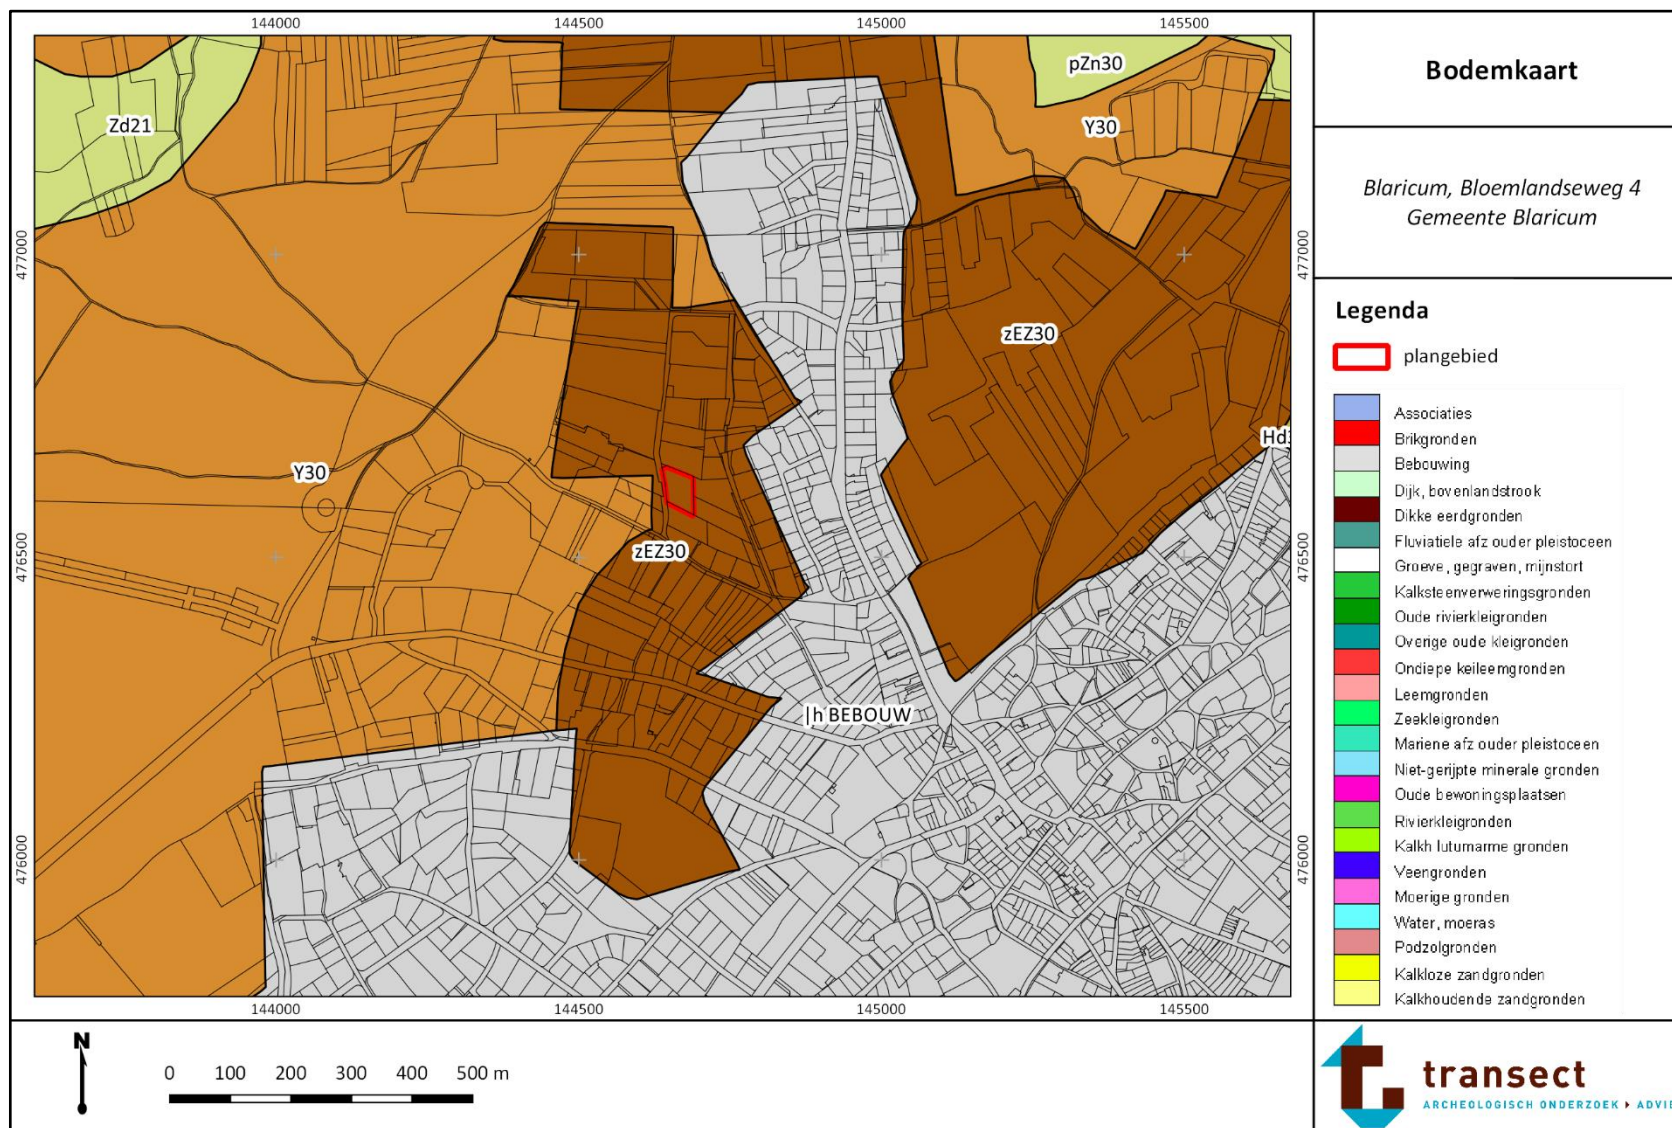 144000 144500 145000 145500
pZn30
Zd21
Y30
477000 477000
zEZ30
Y30
zEZ30
476500 476500
|h BEBOUW
476000 476000
144000 144500 145000 145500
N
0 100 200 300 400 500 m
Bodemkaart
Blaricum, Bloemlandseweg 4
Gemeente Blaricum
Legenda
plangebied
Associaties
Brikgronden
Bebouwing
Dijk, bovenlandstrook
Dikke eerdgronden
Fluviatiele afz ouder pleistoceen
Groeve, gegraven, mijnstort
Kalksteenverweringsgronden
Oude rivierkleigronden
Overige oude kleigronden
Ondiepe keileemgronden
Leemgronden
Zeekleigronden
Mariene afz ouder pleistoceen
Niet-gerijpte minerale gronden
Oude bewoningsplaatsen
Rivierkleigronden
Kalkh lutumarme gronden
Veengronden
Moerige gronden
Water, moeras
Podzolgronden
Kalkloze zandgronden
Kalkhoudende zandgronden
transect
ARCHEOLOGISCH ONDERZOEK ▸ ADVIE